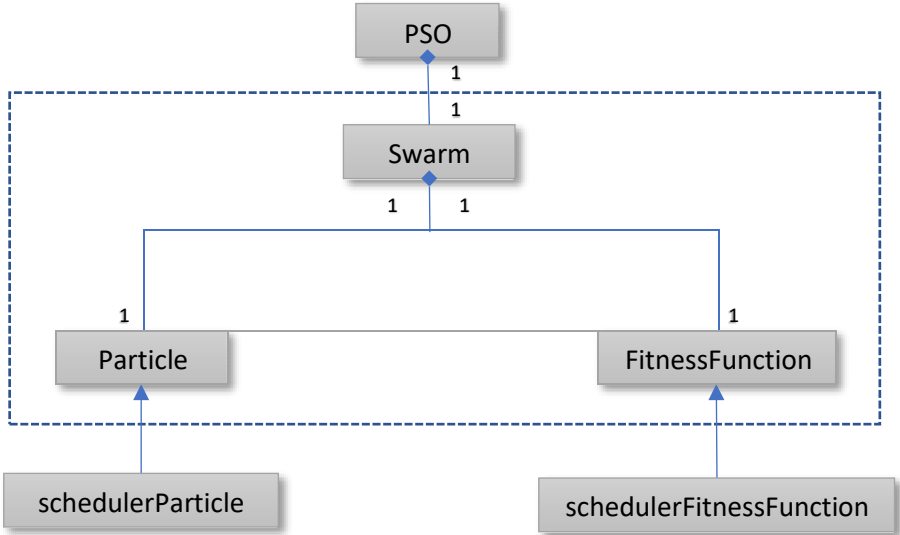 PSO
1
1
Swarm
1 1
1 1
Particle FitnessFunction
schedulerParticle schedulerFitnessFunction